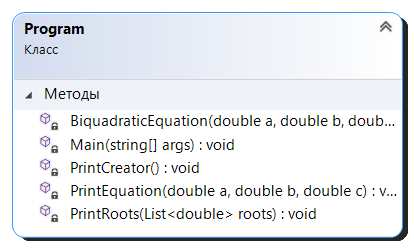 Program
Класс
Методы
BiquadraticEquation(double a, double b, doub...
Main(string[] args) : void
PrintCreator() : void
PrintEquation(double a, double b, double c) : v...
PrintRoots(List<double> roots) : void